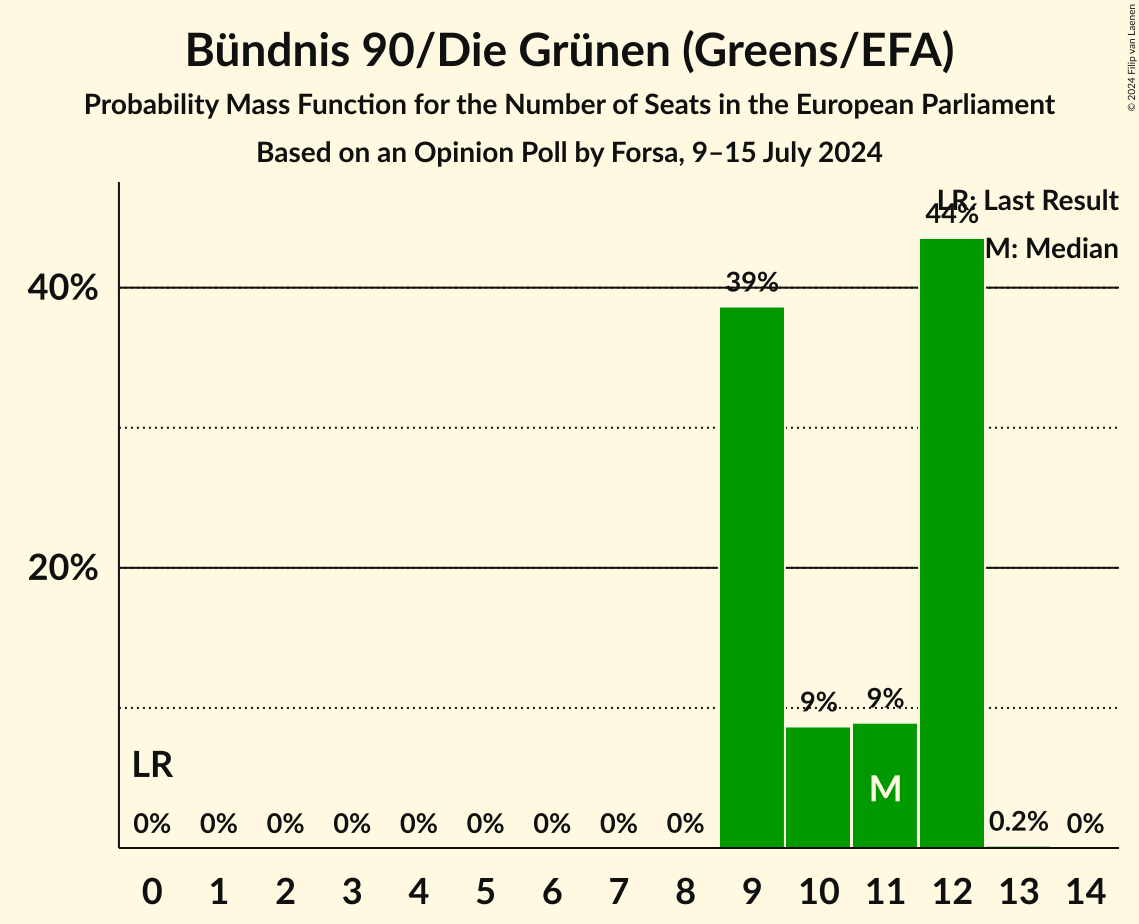 Bündnis 90/Die Grünen (Greens/EFA)
Probability Mass Function for the Number of Seats in the European Parliament
Based on an Opinion Poll by Forsa, 9–15 July 2024
© 2024 Filip van Laenen
LR: Last Result
M: Median
44%
39%
40%
20%
9%
9%
LR
M
0% 0% 0% 0% 0% 0% 0% 0% 0% 0.2% 0%
0 1 2 3 4 5 6 7 8 9 10 11 12 13 14